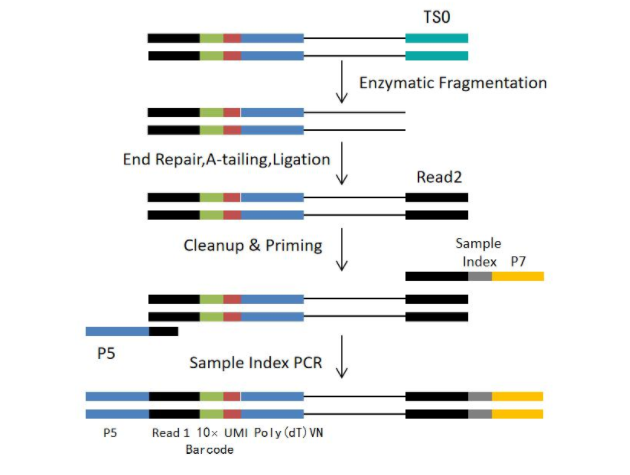 TSO
Enzymatic Fragmentation
End Repair,A-tailing,Ligation
Read2
Cleanup & Priming
Sample
Index P7
P5
Sample Index PCR
P5 Read 1 10× UMI Poly(dT)VN
Barcode